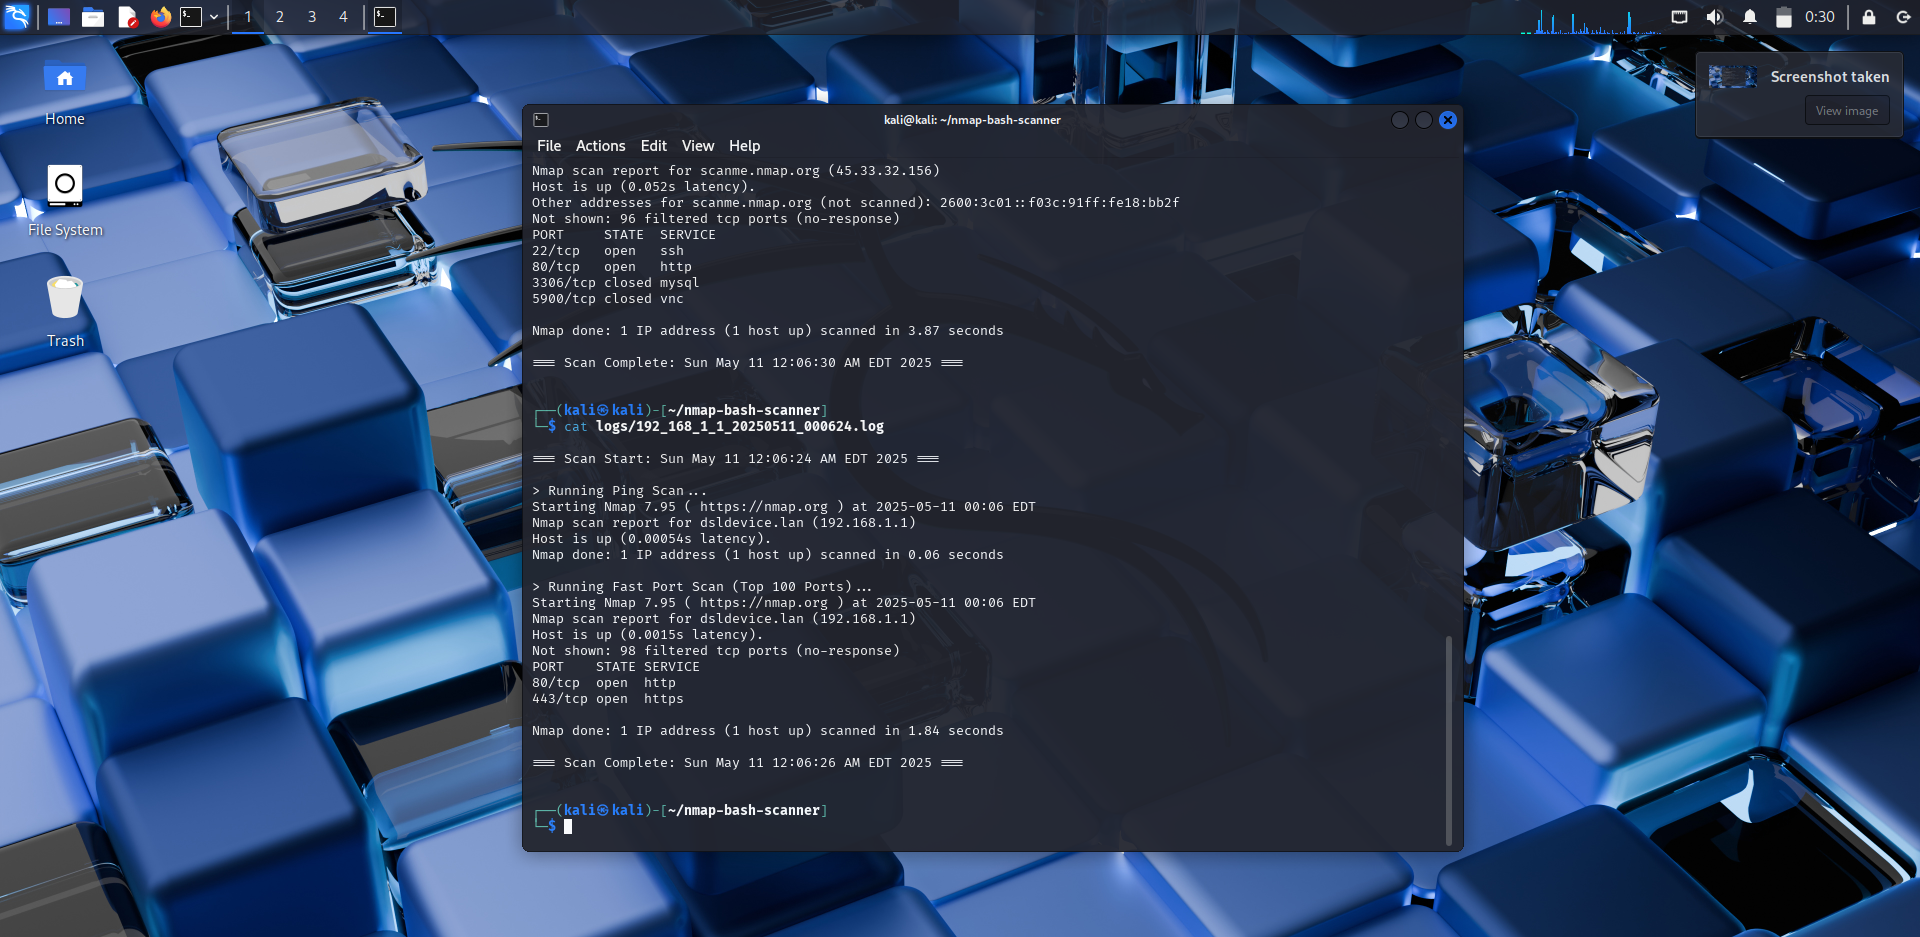 1 2 3 4
0:30
Home
File System
Trash
Screenshot taken
View image
kali@kali: ~/nmap-bash-scanner
File Actions Edit View Help
Nmap scan report for scanme.nmap.org (45.33.32.156)
Host is up (0.052s latency).
Other addresses for scanme.nmap.org (not scanned): 2600:3c01::f03c:91ff:fe18:bb2f
Not shown: 96 filtered tcp ports (no-response)
PORT     STATE  SERVICE
22/tcp   open   ssh
80/tcp   open   http
3306/tcp closed mysql
5900/tcp closed vnc
Nmap done: 1 IP address (1 host up) scanned in 3.87 seconds
=== Scan Complete: Sun May 11 12:06:30 AM EDT 2025 ===
┌──(kali㉿kali)-[~/nmap-bash-scanner]
└─$ cat logs/192_168_1_1_20250511_000624.log
=== Scan Start: Sun May 11 12:06:24 AM EDT 2025 ===
> Running Ping Scan...
Starting Nmap 7.95 ( https://nmap.org ) at 2025-05-11 00:06 EDT
Nmap scan report for dsldevice.lan (192.168.1.1)
Host is up (0.00054s latency).
Nmap done: 1 IP address (1 host up) scanned in 0.06 seconds
> Running Fast Port Scan (Top 100 Ports)...
Starting Nmap 7.95 ( https://nmap.org ) at 2025-05-11 00:06 EDT
Nmap scan report for dsldevice.lan (192.168.1.1)
Host is up (0.0015s latency).
Not shown: 98 filtered tcp ports (no-response)
PORT    STATE SERVICE
80/tcp  open  http
443/tcp open  https
Nmap done: 1 IP address (1 host up) scanned in 1.84 seconds
=== Scan Complete: Sun May 11 12:06:26 AM EDT 2025 ===
┌──(kali㉿kali)-[~/nmap-bash-scanner]
└─$